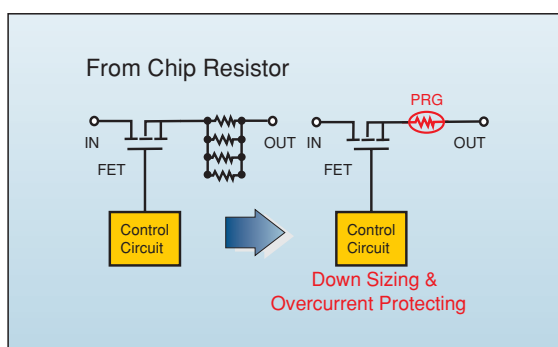 From Chip Resistor
IN
FET
OUT
Control
Circuit
PRG
IN
FET
OUT
Control
Circuit
Down Sizing &
Overcurrent Protecting